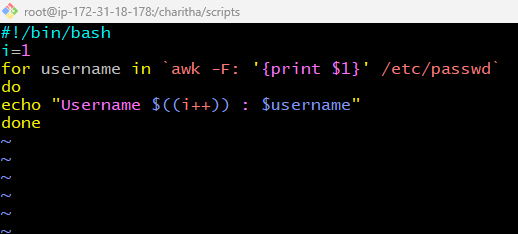 root@ip-172-31-18-178:/charitha/scripts
#!/bin/bash
i=1
for username in `awk -F: '{print $1}' /etc/passwd`
do
echo "Username $((i++)) : $username"
done
~
~
~
~
~
~